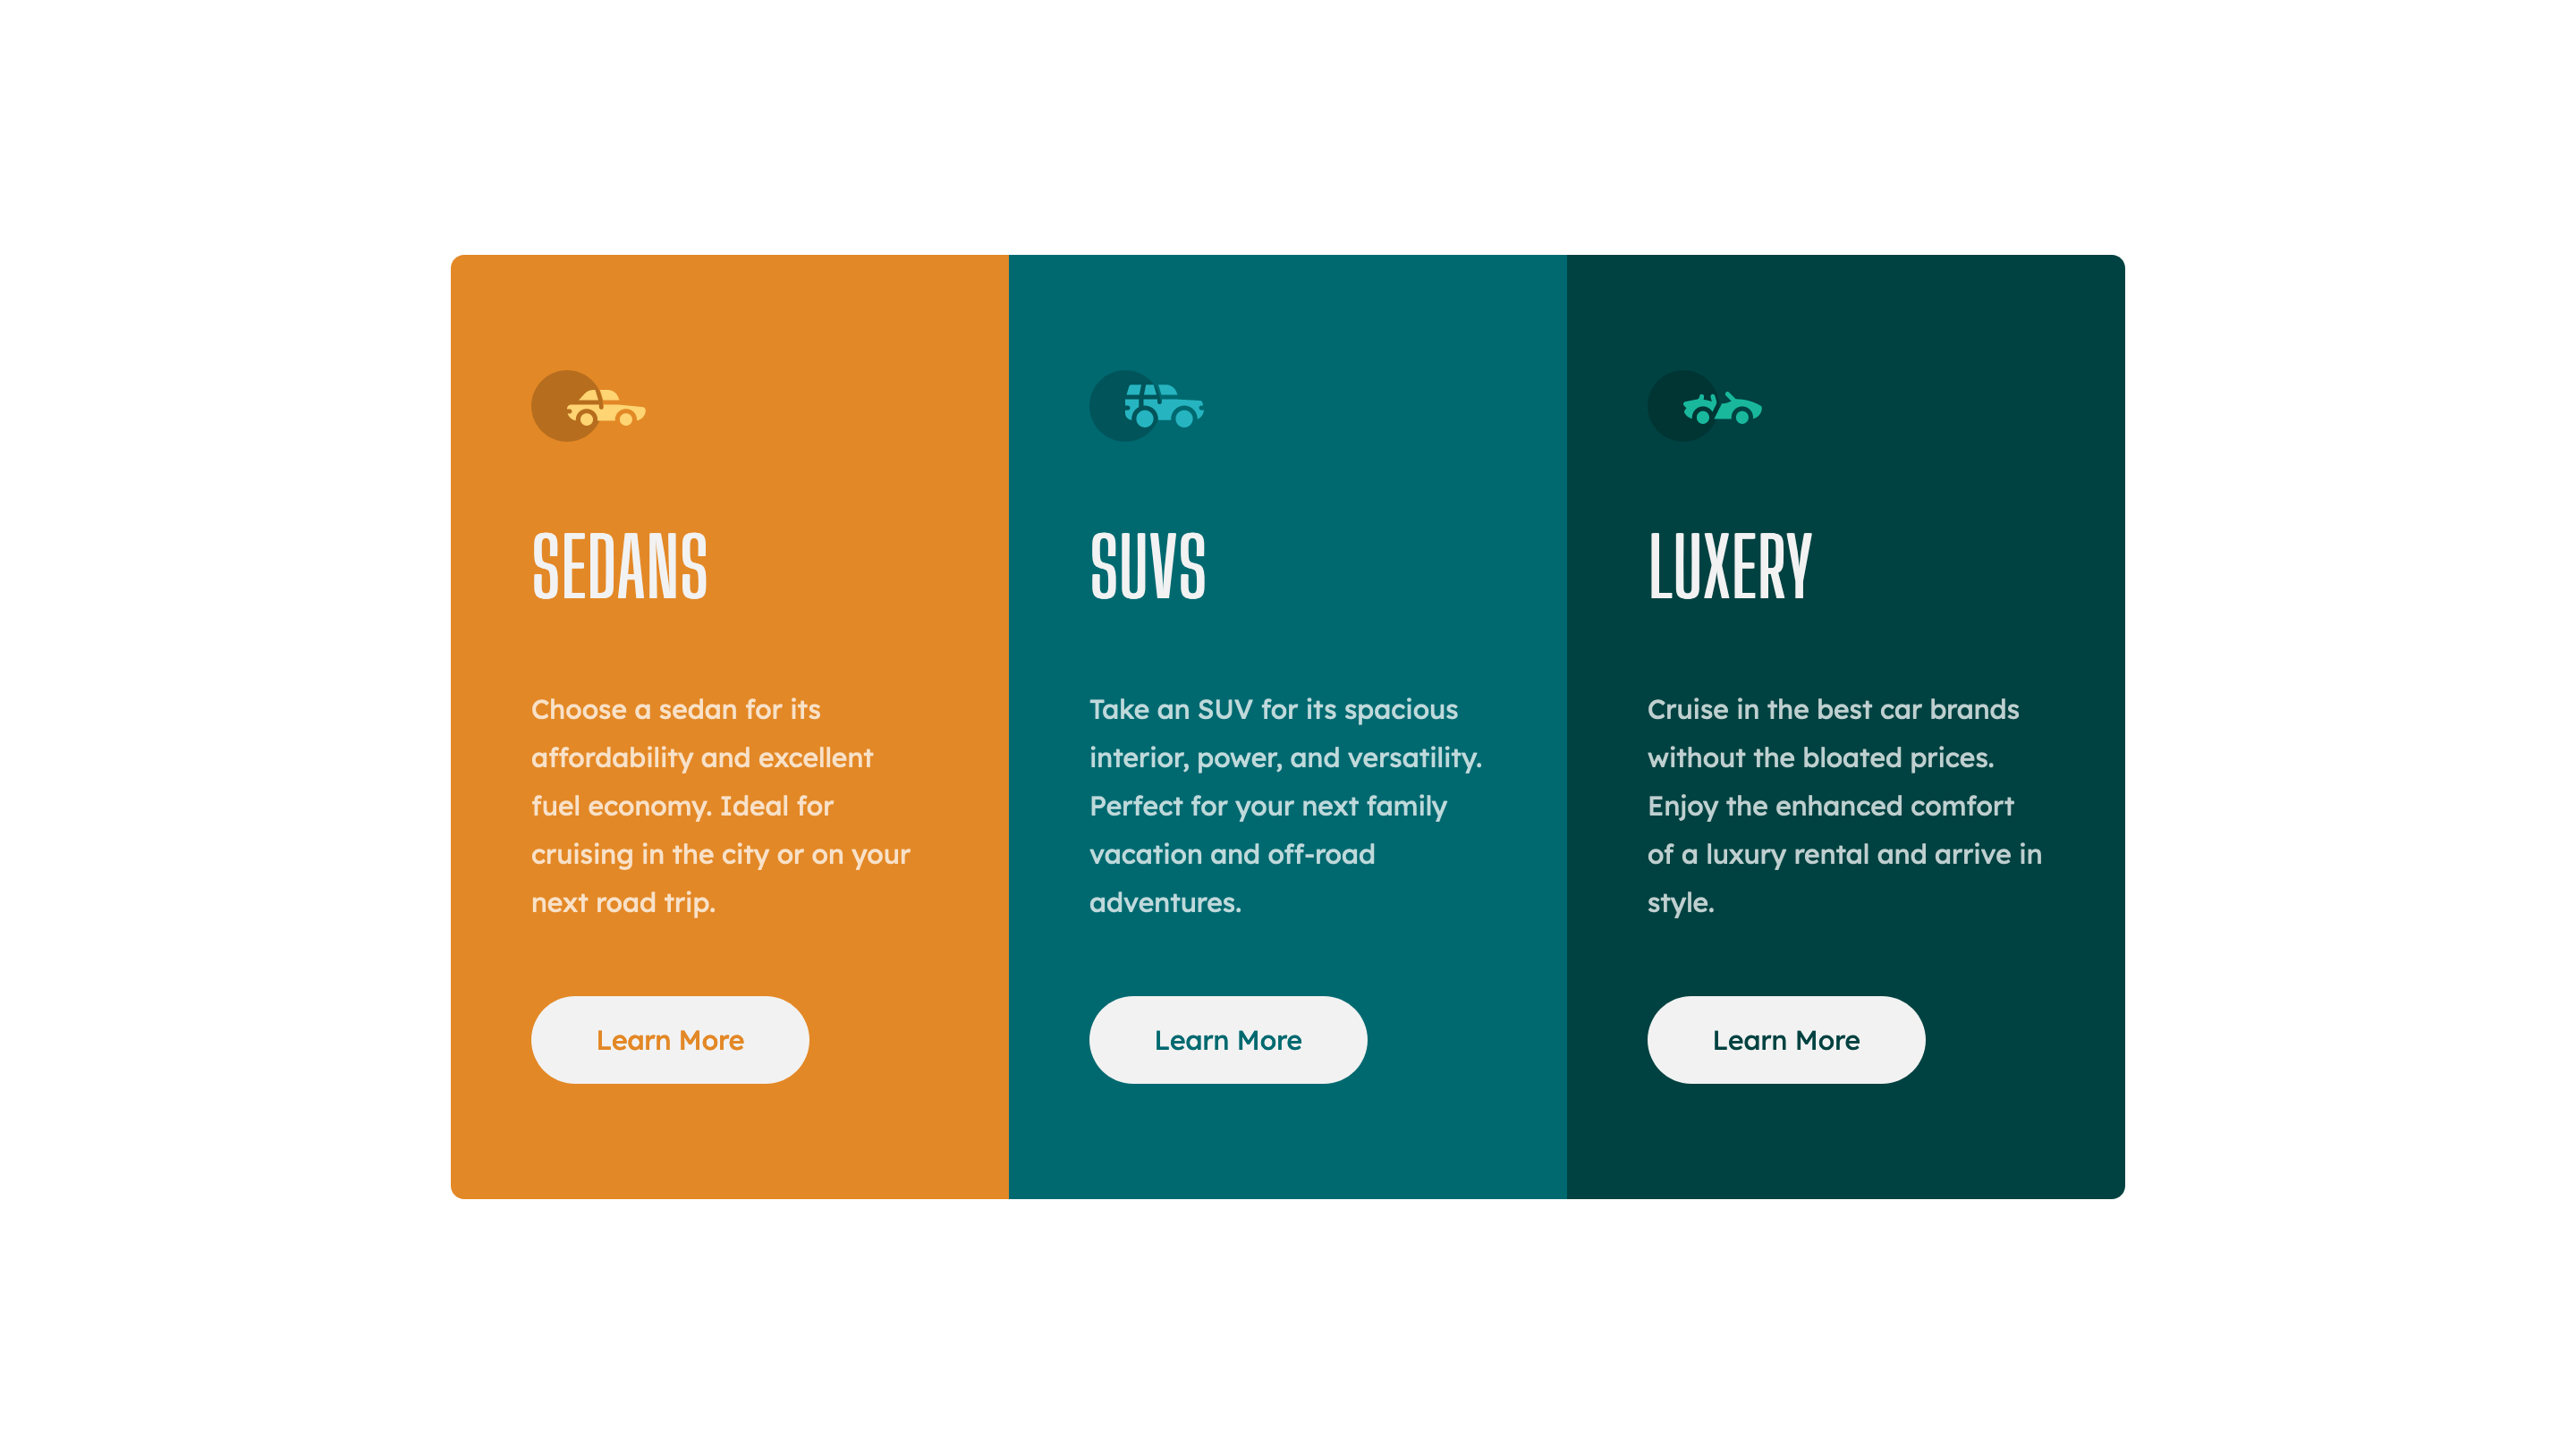 SEDANS
Choose a sedan for its
affordability and excellent
fuel economy. Ideal for
cruising in the city or on your
next road trip.
Learn More
SUVS
Take an SUV for its spacious
interior, power, and versatility.
Perfect for your next family
vacation and off-road
adventures.
Learn More
LUXERY
Cruise in the best car brands
without the bloated prices.
Enjoy the enhanced comfort
of a luxury rental and arrive in
style.
Learn More